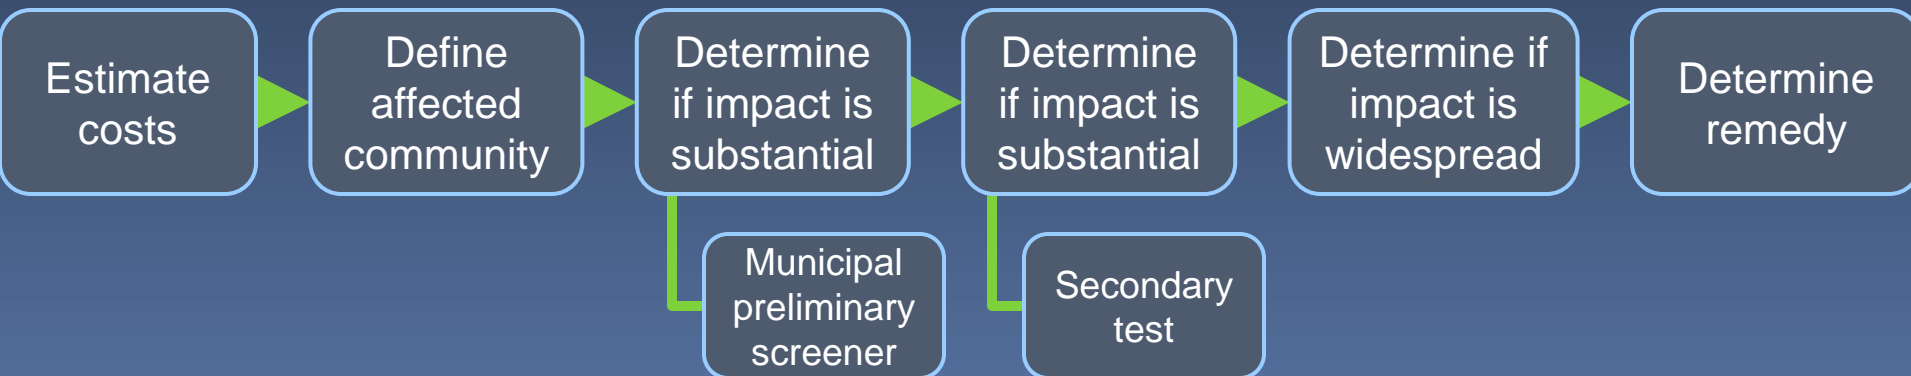 Estimate
costs
Define
affected
community
Determine
if impact is
substantial
Determine
if impact is
substantial
Determine if
impact is
widespread
Determine
remedy
Municipal
preliminary
screener
Secondary
test